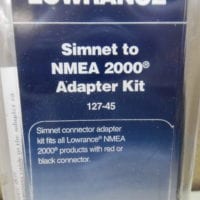 LOWRANCE
Simnet to
NMEA 2000®
Adapter Kit
127-45
Simnet connector adapter
kit fits all Lowrance® NMEA
2000® products with red or
black connector.